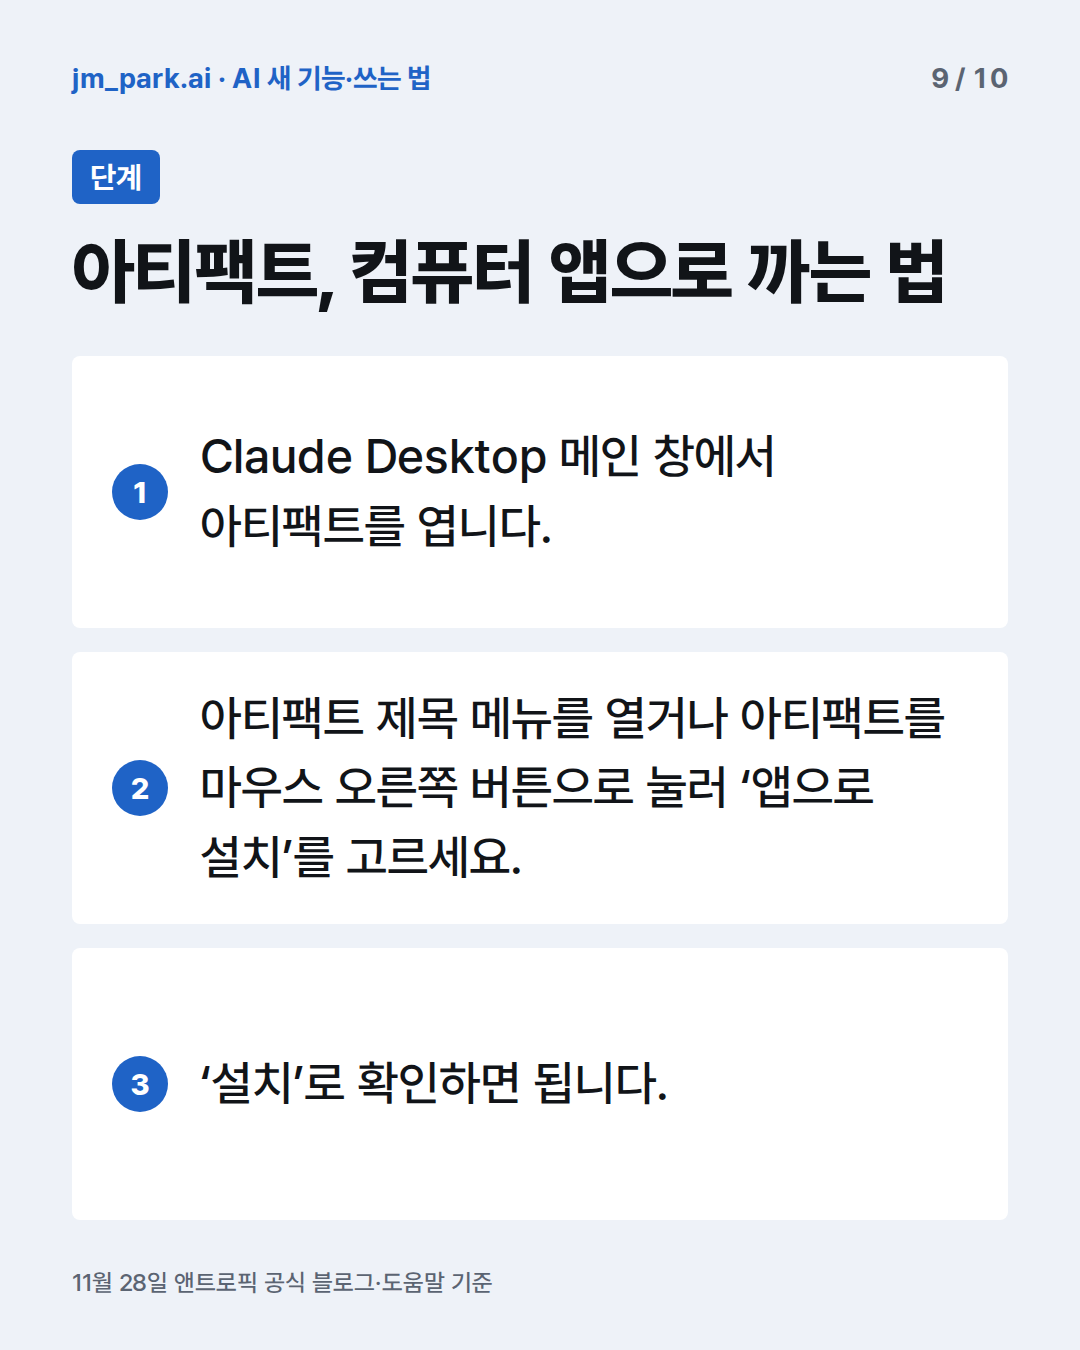 jm_park.ai · AI 새 기능·쓰는 법
9 / 10
단계
아티팩트, 컴퓨터 앱으로 까는 법
1
Claude Desktop 메인 창에서
아티팩트를 엽니다.
2
아티팩트 제목 메뉴를 열거나 아티팩트를
마우스 오른쪽 버튼으로 눌러 ‘앱으로
설치’를 고르세요.
3
‘설치’로 확인하면 됩니다.
11월 28일 앤트로픽 공식 블로그·도움말 기준